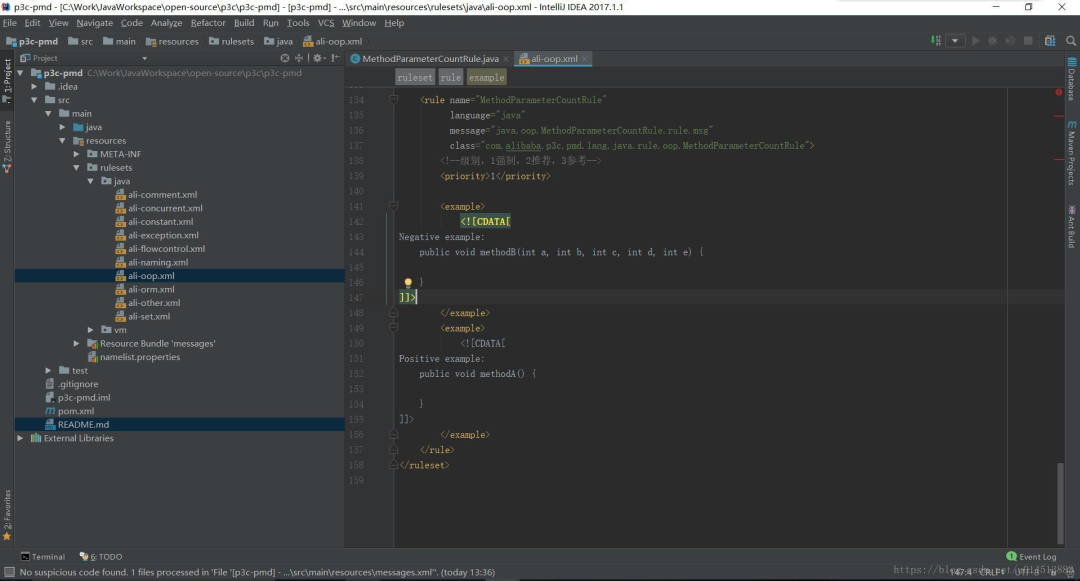 p3c-pmd - [C:\Work\JavaWorkspace\open-source\p3c\p3c-pmd] - [p3c-pmd] - ...\src\main\resources\rulesets\java\ali-oop.xml - IntelliJ IDEA 2017.1.1
File Edit View Navigate Code Analyze Refactor Build Run Tools VCS Window Help
p3c-pmd src main resources rulesets java ali-oop.xml
Project
MethodParameterCountRule.java ali-oop.xml
ruleset rule example
1: Project
Z: Structure
2: Favorites
p3c-pmd C:\Work\JavaWorkspace\open-source\p3c\p3c-pmd
.idea
src
main
java
resources
META-INF
rulesets
java
ali-comment.xml
ali-concurrent.xml
ali-constant.xml
ali-exception.xml
ali-flowcontrol.xml
ali-naming.xml
ali-oop.xml
ali-orm.xml
ali-other.xml
ali-set.xml
vm
Resource Bundle 'messages'
namelist.properties
test
.gitignore
p3c-pmd.iml
pom.xml
README.md
External Libraries
134 <rule name="MethodParameterCountRule"
135 language="java"
136 message="java.oop.MethodParameterCountRule.rule.msg"
137 class="com.alibaba.p3c.pmd.lang.java.rule.oop.MethodParameterCountRule">
138 <!--级别，1强制，2推荐，3参考-->
139 <priority>1</priority>
140
141 <example>
142 <![CDATA[
143 Negative example:
144 public void methodB(int a, int b, int c, int d, int e) {
145
146 }
147 ]]>
148 </example>
149 <example>
150 <![CDATA[
151 Positive example:
152 public void methodA() {
153
154 }
155 ]]>
156 </example>
157 </rule>
158 </ruleset>
159
Database
Maven Projects
Ant Build
Terminal 6: TODO
1 Event Log
No suspicious code found. 1 files processed in 'File '[p3c-pmd] - ...\src\main\resources\messages.xml''. (today 13:36)
147:4 CRLF UTF-8